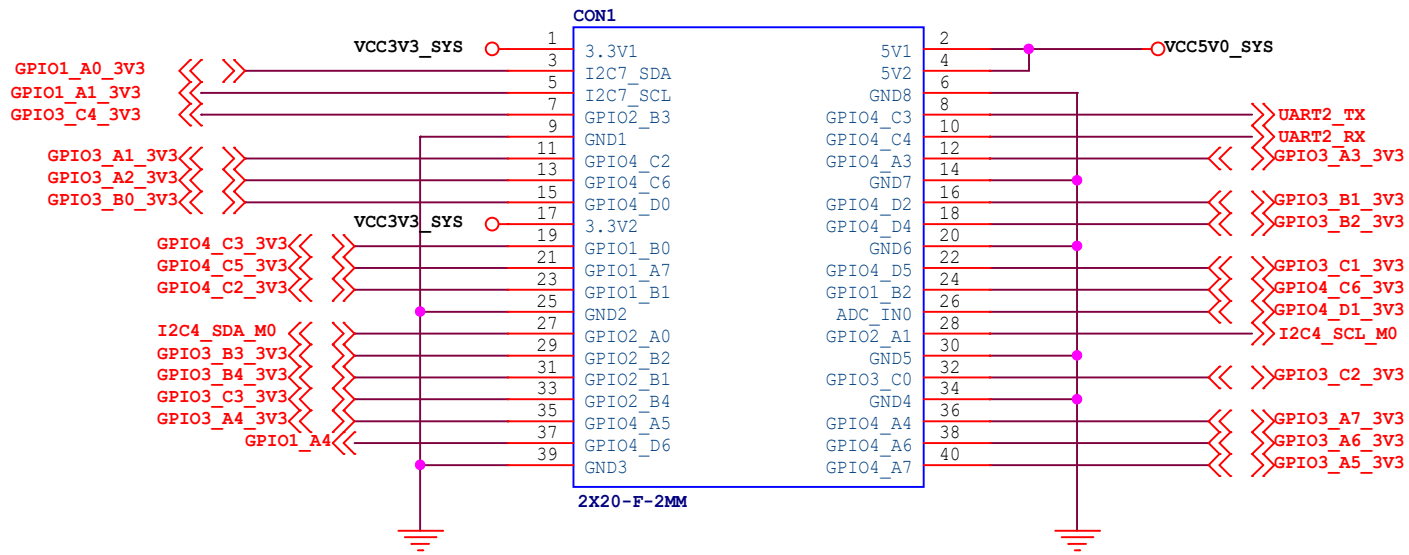 CON1
VCC3V3_SYS 1 3.3V1 5V1 2 VCC5V0_SYS
GPIO1_A0_3V3 3 I2C7_SDA 5V2 4
GPIO1_A1_3V3 5 I2C7_SCL GND8 6
GPIO3_C4_3V3 7 GPIO2_B3 GPIO4_C3 8 UART2_TX
9 GND1 GPIO4_C4 10 UART2_RX
GPIO3_A1_3V3 11 GPIO4_C2 GPIO4_A3 12 GPIO3_A3_3V3
GPIO3_A2_3V3 13 GPIO4_C6 GND7 14
GPIO3_B0_3V3 15 GPIO4_D0 GPIO4_D2 16 GPIO3_B1_3V3
VCC3V3_SYS 17 3.3V2 GPIO4_D4 18 GPIO3_B2_3V3
GPIO4_C3_3V3 19 GPIO1_B0 GND6 20
GPIO4_C5_3V3 21 GPIO1_A7 GPIO4_D5 22 GPIO3_C1_3V3
GPIO4_C2_3V3 23 GPIO1_B1 GPIO1_B2 24 GPIO4_C6_3V3
25 GND2 ADC_IN0 26 GPIO4_D1_3V3
I2C4_SDA_M0 27 GPIO2_A0 GPIO2_A1 28 I2C4_SCL_M0
GPIO3_B3_3V3 29 GPIO2_B2 GND5 30
GPIO3_B4_3V3 31 GPIO2_B1 GPIO3_C0 32 GPIO3_C2_3V3
GPIO3_C3_3V3 33 GPIO2_B4 GND4 34
GPIO3_A4_3V3 35 GPIO4_A5 GPIO4_A4 36 GPIO3_A7_3V3
GPIO1_A4 37 GPIO4_D6 GPIO4_A6 38 GPIO3_A6_3V3
39 GND3 GPIO4_A7 40 GPIO3_A5_3V3
2X20-F-2MM